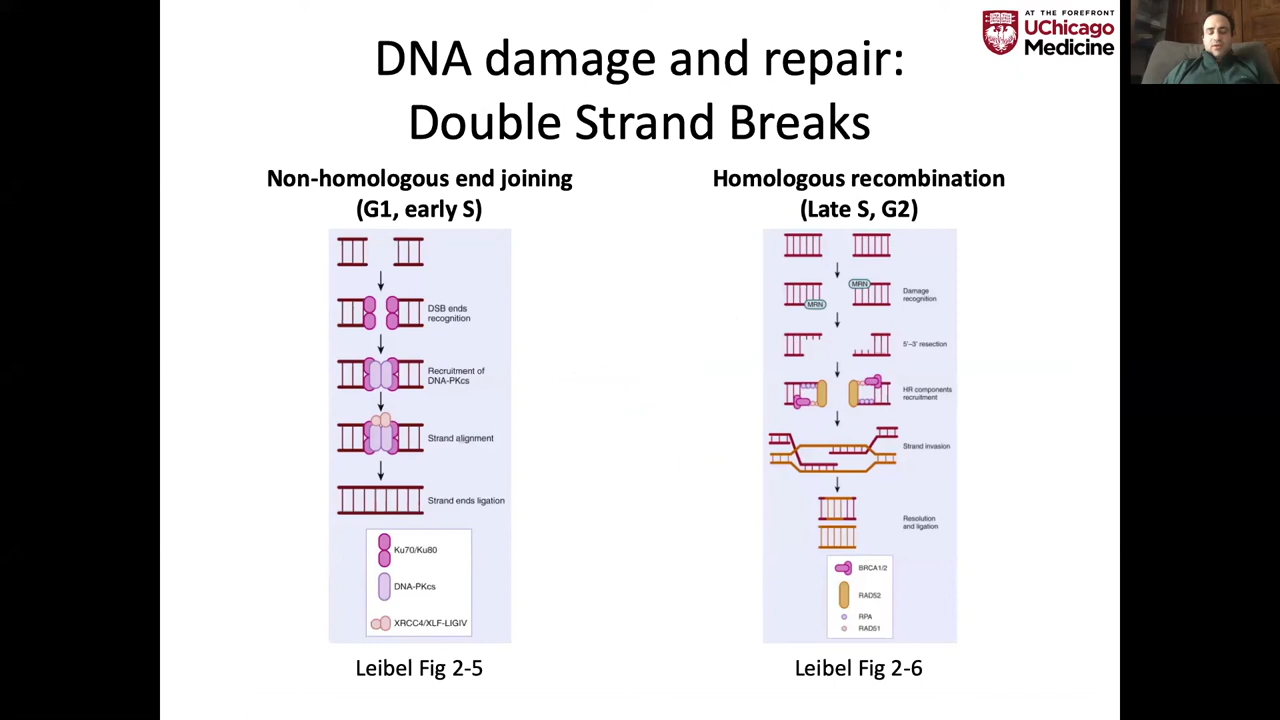 AT THE FOREFRONT
UChicago
Medicine
DNA damage and repair:
Double Strand Breaks
Non-homologous end joining
(G1, early S)
DSB ends
recognition
Recruitment of
DNA-PKcs
Strand alignment
Strand ends ligation
Ku70/Ku80
DNA-PKcs
XRCC4/XLF-LIGIV
Leibel Fig 2-5
Homologous recombination
(Late S, G2)
MRN
MRN
Damage
recognition
5'-3' resection
HR components
recruitment
Strand invasion
Resolution
and ligation
BRCA1/2
RAD52
RPA
RAD51
Leibel Fig 2-6